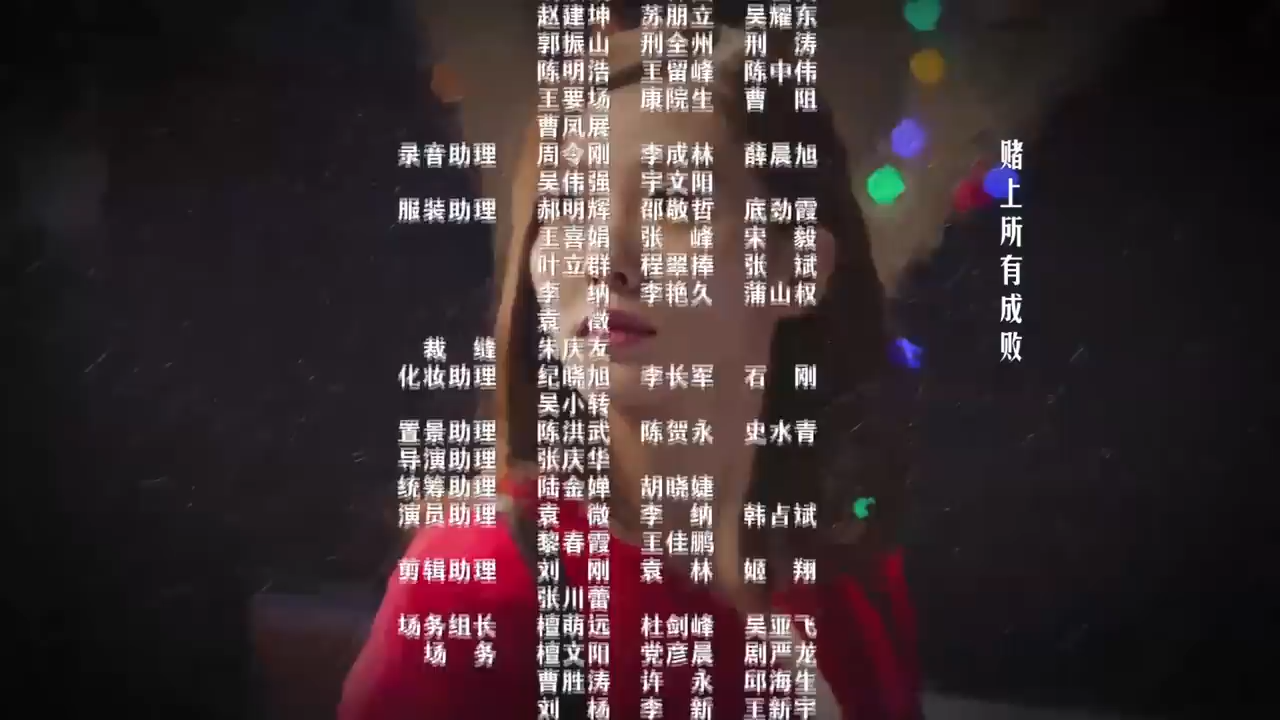 赵建坤 苏朋立 吴耀东
郭振山 刑全州 刑涛
陈明浩 王留峰 陈中伟
王要场 康院生 曹阻
曹凤展
录音助理 周令刚 李成林 薛晨旭
吴伟强 宇文阳
服装助理 郝明辉 邵敬哲 底劲霞
王喜娟 张峰 宋毅
叶立群 程翠捧 张斌
李纳 李艳久 蒲山权
袁微
裁缝 朱庆友
化妆助理 纪晓旭 李长军 石刚
吴小转
置景助理 陈洪武 陈贺永 史水青
导演助理 张庆华
统筹助理 陆金婵 胡晓婕
演员助理 袁微 李纳 韩占斌
黎春霞 王佳鹏
剪辑助理 刘刚 袁林 姬翔
张川蕾
场务组长 檀萌远 杜剑峰 吴亚飞
场务 檀文阳 党彦晨 剧严龙
曹胜涛 许永 邱海生
刘杨 李新 王新宇
赌上所有成败